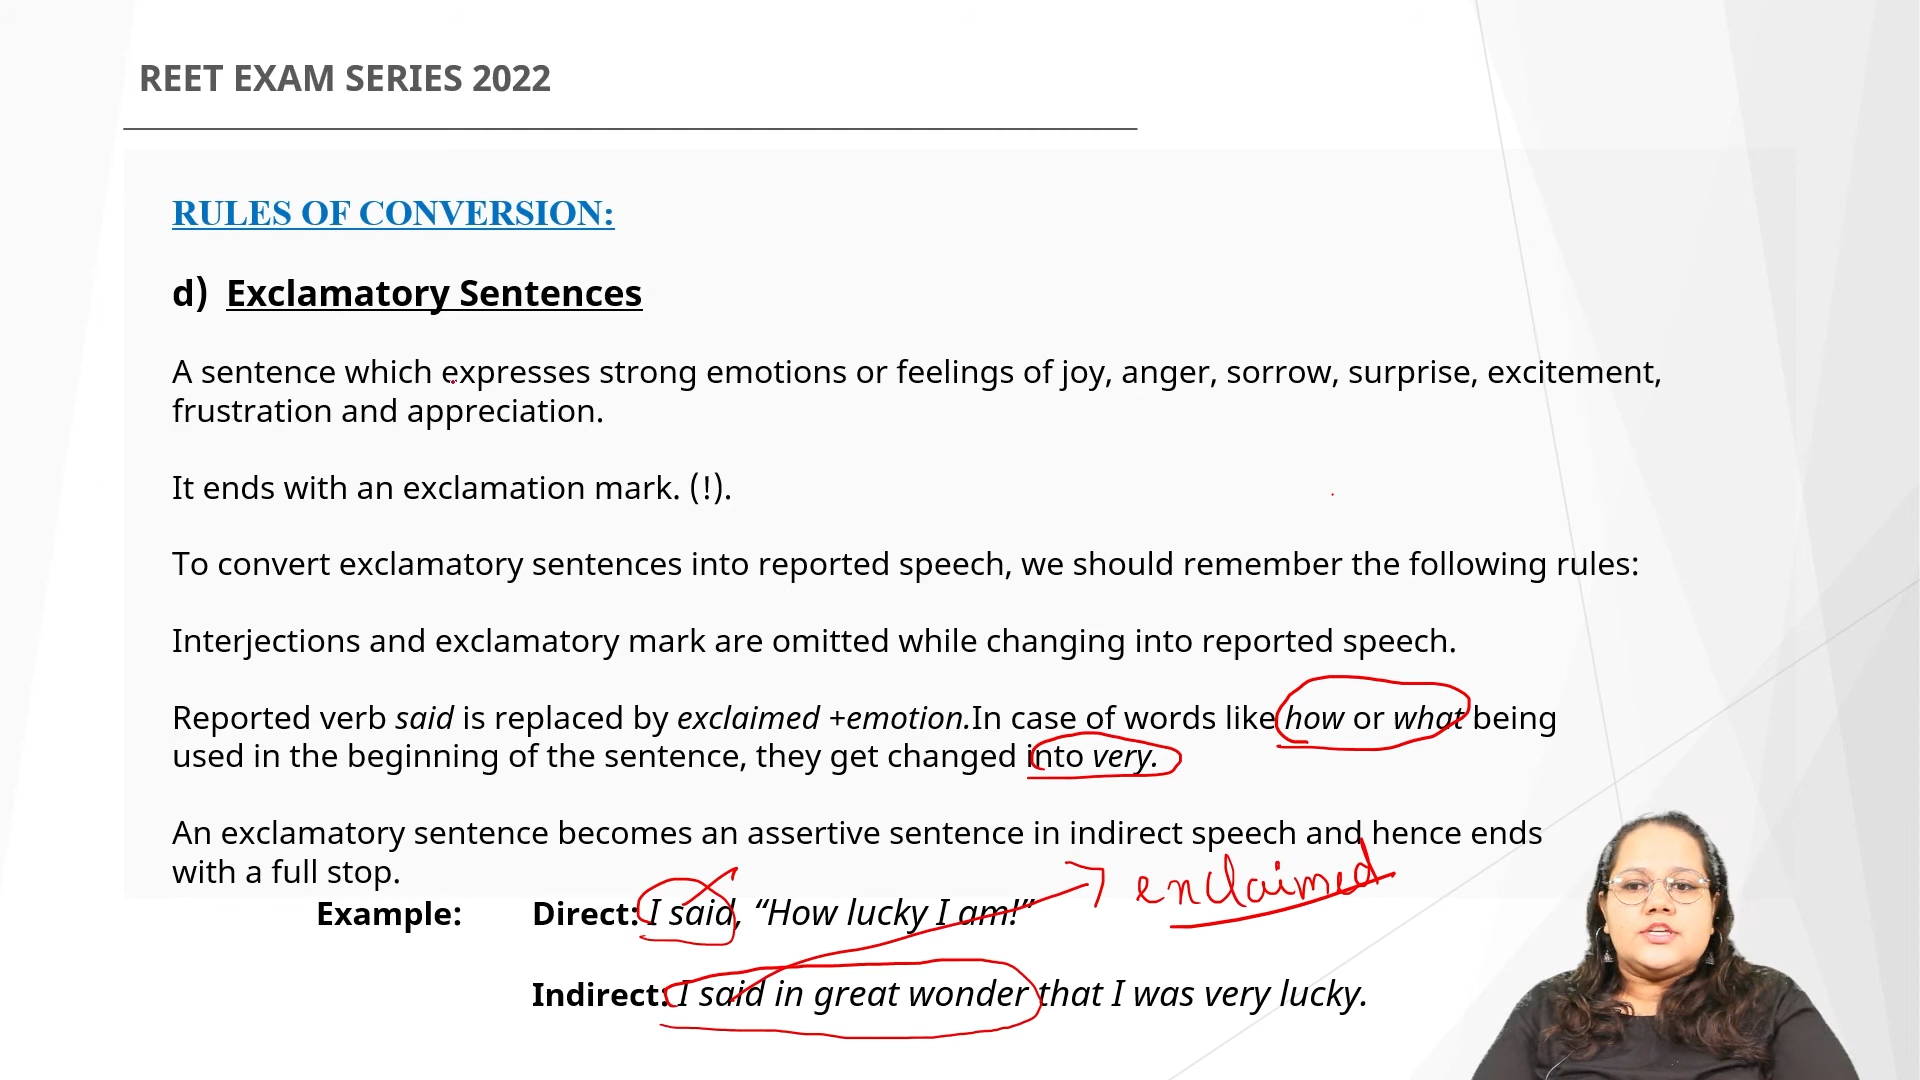 REET EXAM SERIES 2022
RULES OF CONVERSION:
d) Exclamatory Sentences
A sentence which expresses strong emotions or feelings of joy, anger, sorrow, surprise, excitement,
frustration and appreciation.
It ends with an exclamation mark. (!).
To convert exclamatory sentences into reported speech, we should remember the following rules:
Interjections and exclamatory mark are omitted while changing into reported speech.
Reported verb said is replaced by exclaimed +emotion.In case of words like how or what being
used in the beginning of the sentence, they get changed into very.
An exclamatory sentence becomes an assertive sentence in indirect speech and hence ends
with a full stop.
exclaimed
Example: Direct: I said, “How lucky I am!”
Indirect: I said in great wonder that I was very lucky.